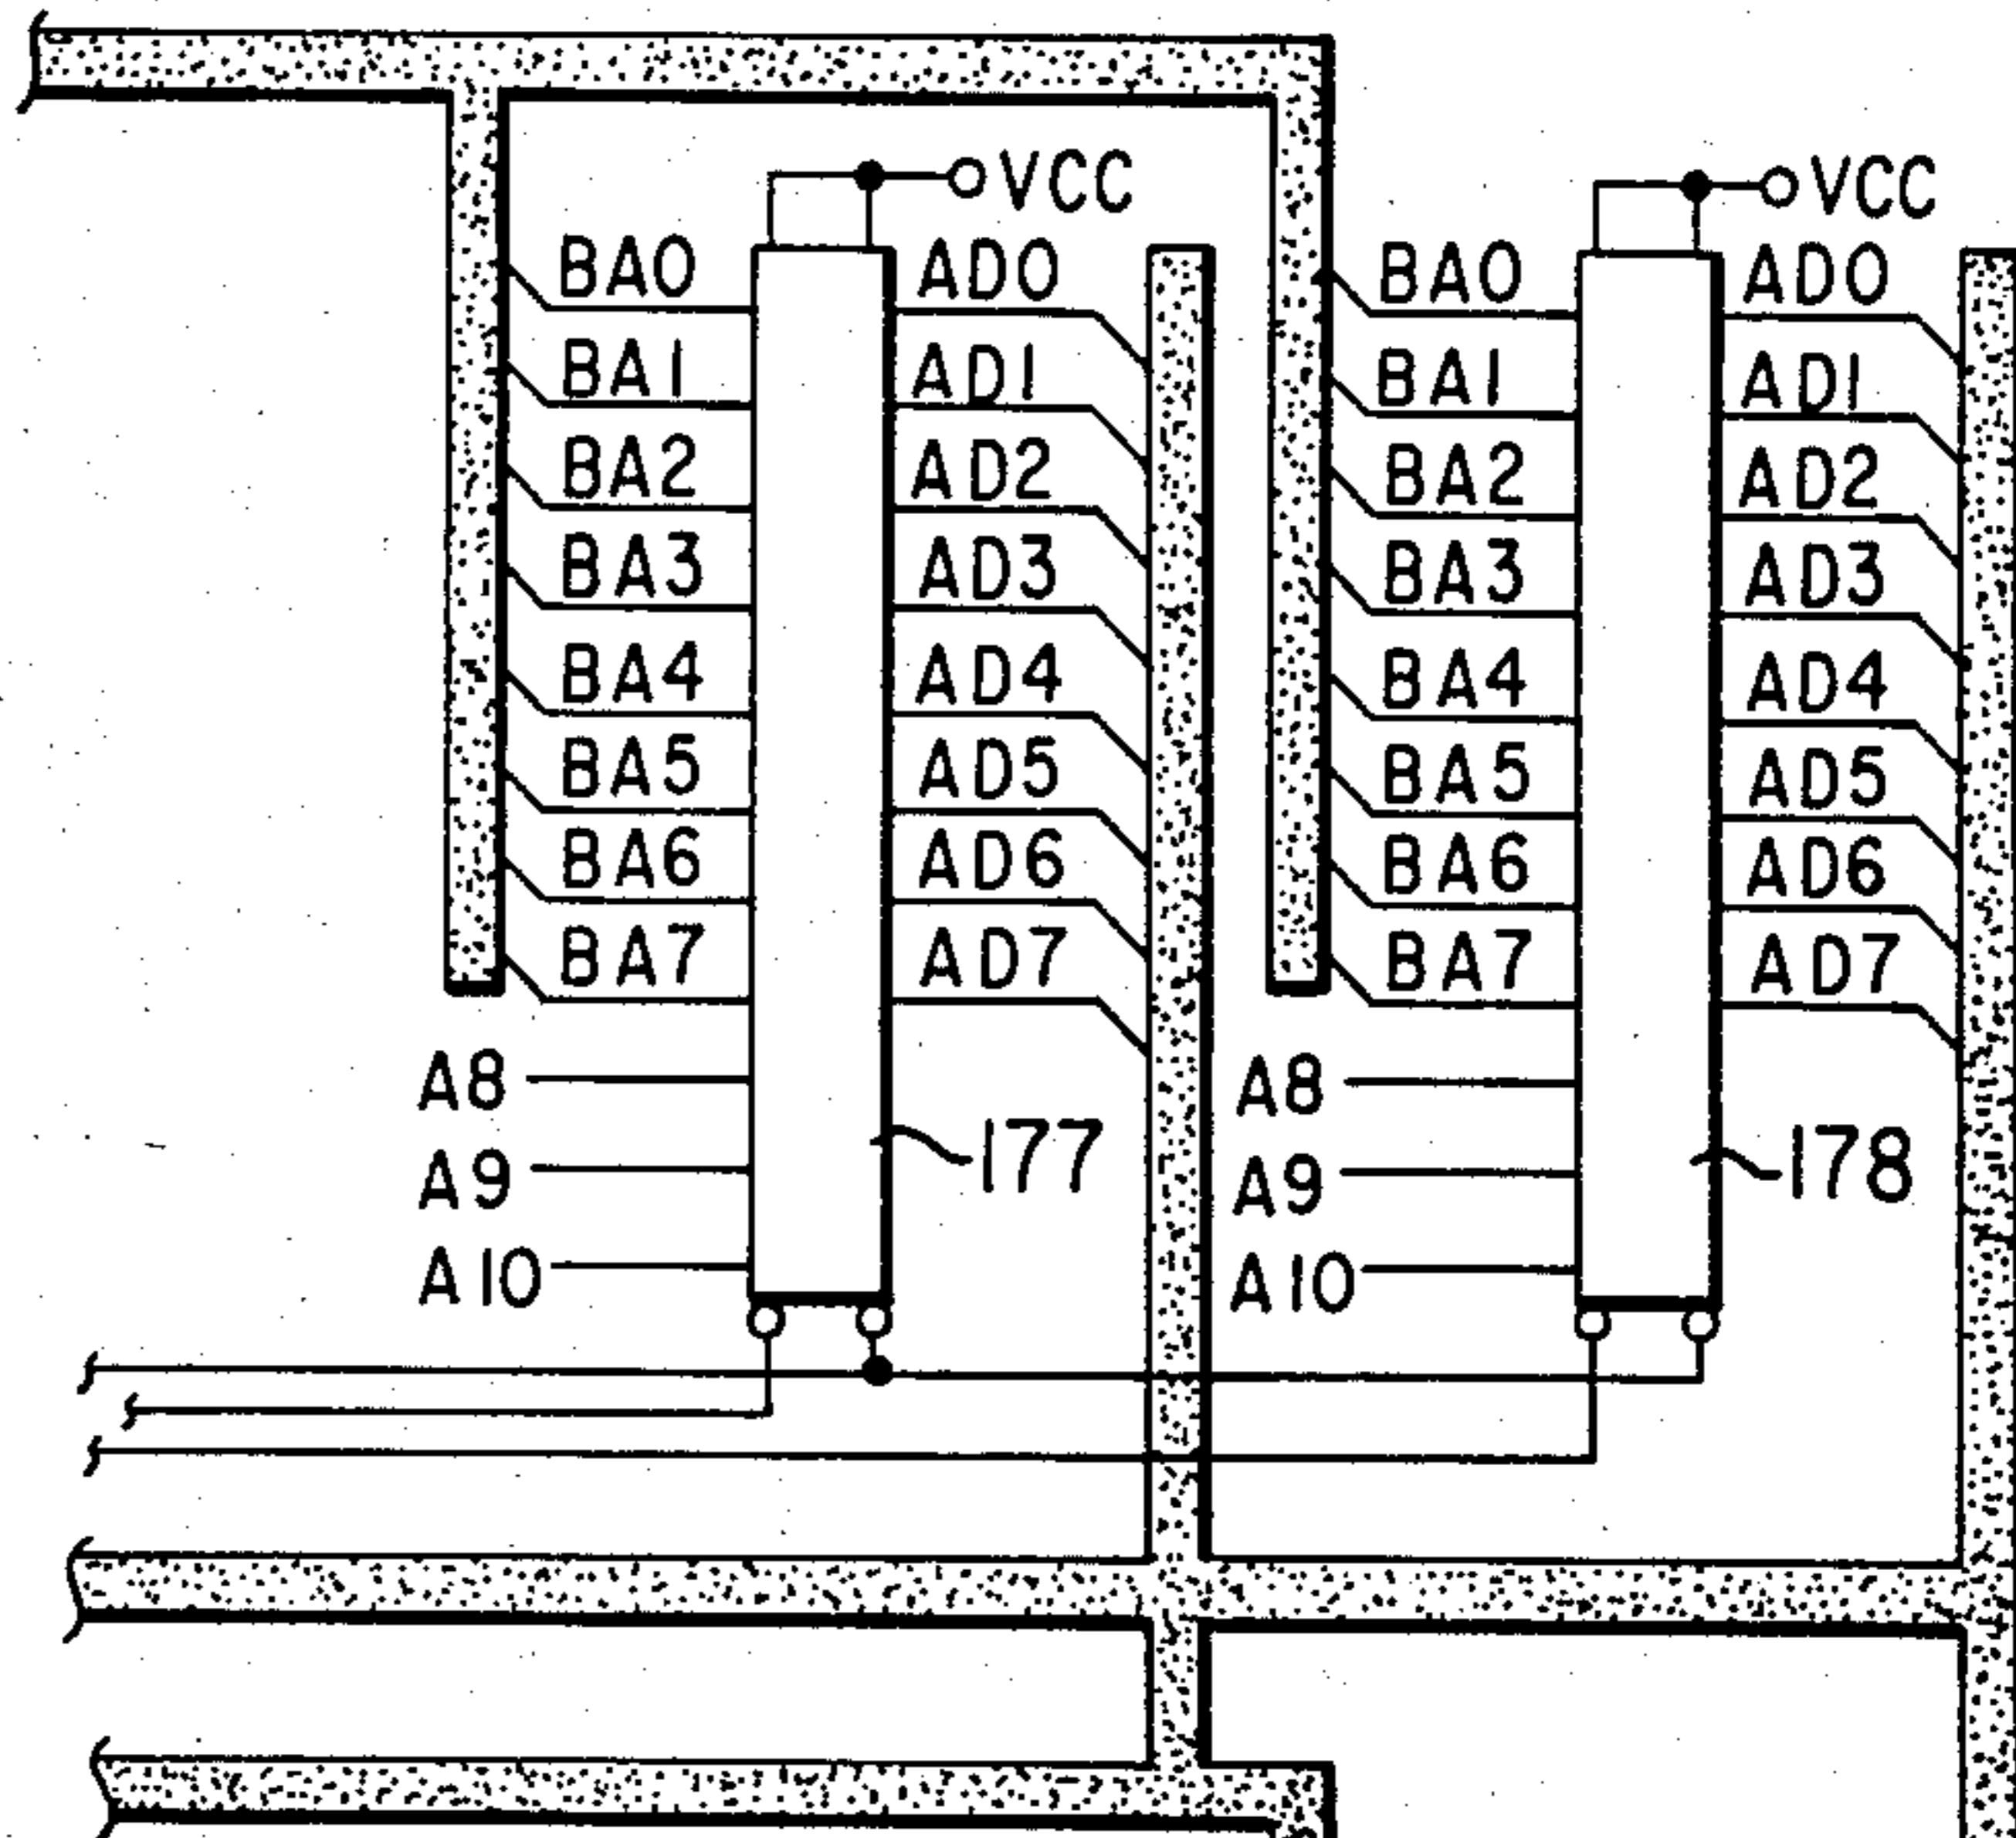 VCC VCC
BA0 AD0 BA0 AD0
BA1 AD1 BA1 AD1
BA2 AD2 BA2 AD2
BA3 AD3 BA3 AD3
BA4 AD4 BA4 AD4
BA5 AD5 BA5 AD5
BA6 AD6 BA6 AD6
BA7 AD7 BA7 AD7
A8 A8
177 178
A9 A9
A10 A10